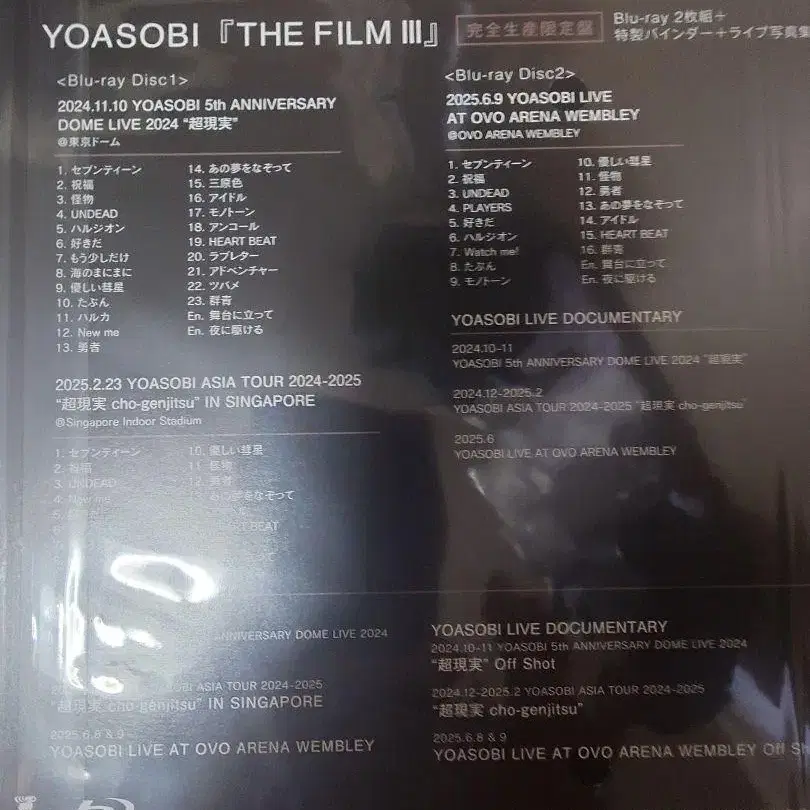 YOASOBI『THE FILM III』 完全生産限定盤
Blu-ray 2枚組＋
特製バインダー＋ライブ写真集
<Blu-ray Disc1>
2024.11.10 YOASOBI 5th ANNIVERSARY
DOME LIVE 2024 “超現実”
@東京ドーム
1. セブンティーン
2. 祝福
3. 怪物
4. UNDEAD
5. ハルジオン
6. 好きだ
7. もう少しだけ
8. 海のまにまに
9. 優しい彗星
10. たぶん
11. ハルカ
12. New me
13. 勇者
14. あの夢をなぞって
15. 三原色
16. アイドル
17. モノトーン
18. アンコール
19. HEART BEAT
20. ラブレター
21. アドベンチャー
22. ツバメ
23. 群青
En. 舞台に立って
En. 夜に駆ける
2025.2.23 YOASOBI ASIA TOUR 2024-2025
“超現実 cho-genjitsu” IN SINGAPORE
@Singapore Indoor Stadium
1. セブンティーン
2. 祝福
3. UNDEAD
4. New me
10. 優しい彗星
11. 怪物
12. 勇者
あの夢をなぞって
BEAT
<Blu-ray Disc2>
2025.6.9 YOASOBI LIVE
AT OVO ARENA WEMBLEY
@OVO ARENA WEMBLEY
1. セブンティーン
2. 祝福
3. UNDEAD
4. PLAYERS
5. 好きだ
6. ハルジオン
7. Watch me!
8. たぶん
9. モノトーン
10. 優しい彗星
11. 怪物
12. 勇者
13. あの夢をなぞって
14. アイドル
15. HEART BEAT
16. 群青
En. 舞台に立って
En. 夜に駆ける
YOASOBI LIVE DOCUMENTARY
2024.10-11
YOASOBI 5th ANNIVERSARY DOME LIVE 2024 “超現実”
2024.12-2025.2
YOASOBI ASIA TOUR 2024-2025 “超現実 cho-genjitsu”
2025.6
YOASOBI LIVE AT OVO ARENA WEMBLEY
ANNIVERSARY DOME LIVE 2024
ASIA TOUR 2024-2025
“超現実 cho-genjitsu” IN SINGAPORE
2025.6.8 & 9
YOASOBI LIVE AT OVO ARENA WEMBLEY
YOASOBI LIVE DOCUMENTARY
2024.10-11 YOASOBI 5th ANNIVERSARY DOME LIVE 2024
“超現実” Off Shot
2024.12-2025.2 YOASOBI ASIA TOUR 2024-2025
“超現実 cho-genjitsu”
2025.6.8 & 9
YOASOBI LIVE AT OVO ARENA WEMBLEY Off Sh